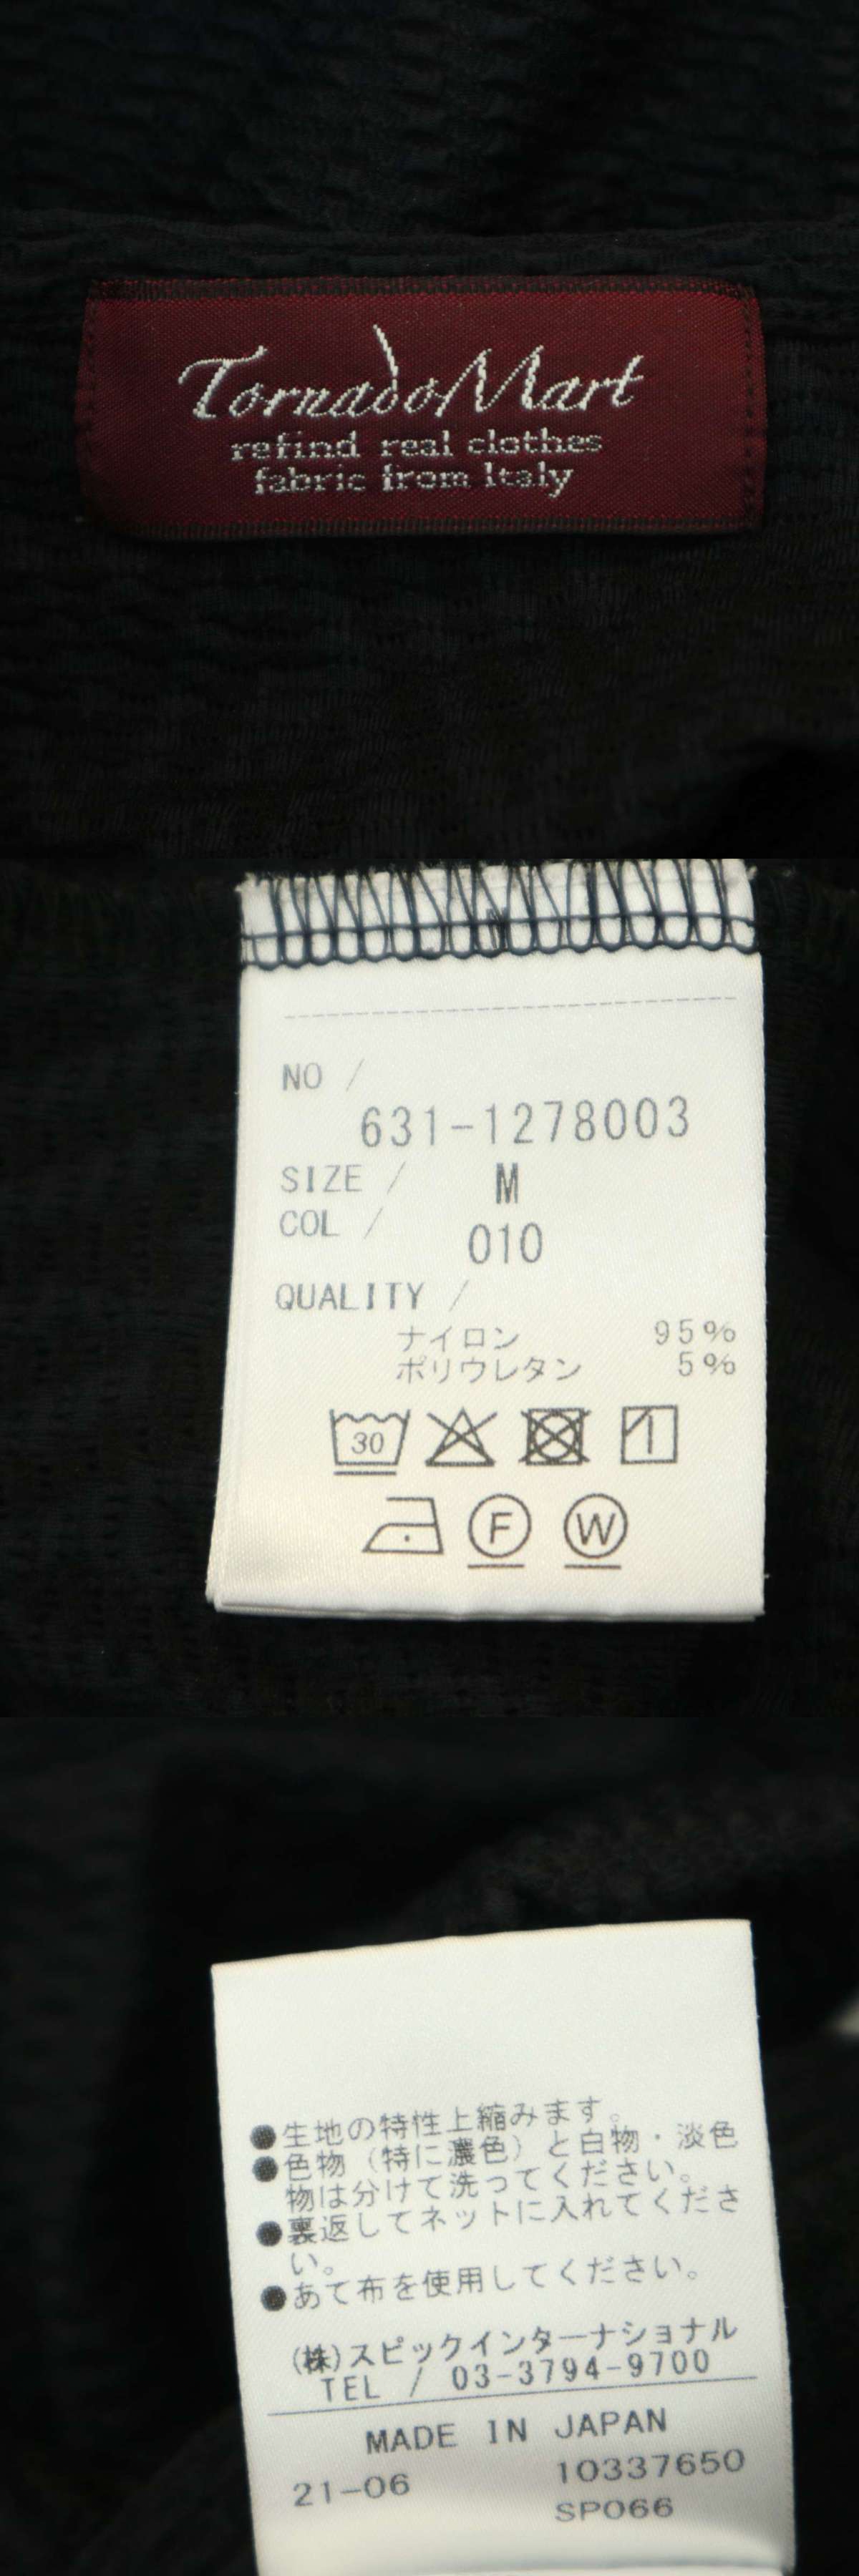 TornadoMart
refind real clothes
fabric from Italy
NO /
631-1278003
SIZE / M
COL / 010
QUALITY /
ナイロン 95%
ポリウレタン 5%
30
F W
●生地の特性上縮みます。
●色物（特に濃色）と白物・淡色
物は分けて洗ってください。
●裏返してネットに入れてくださ
い。
●あて布を使用してください。
(株)スピックインターナショナル
TEL / 03-3794-9700
MADE IN JAPAN
21-06 10337650
SP066